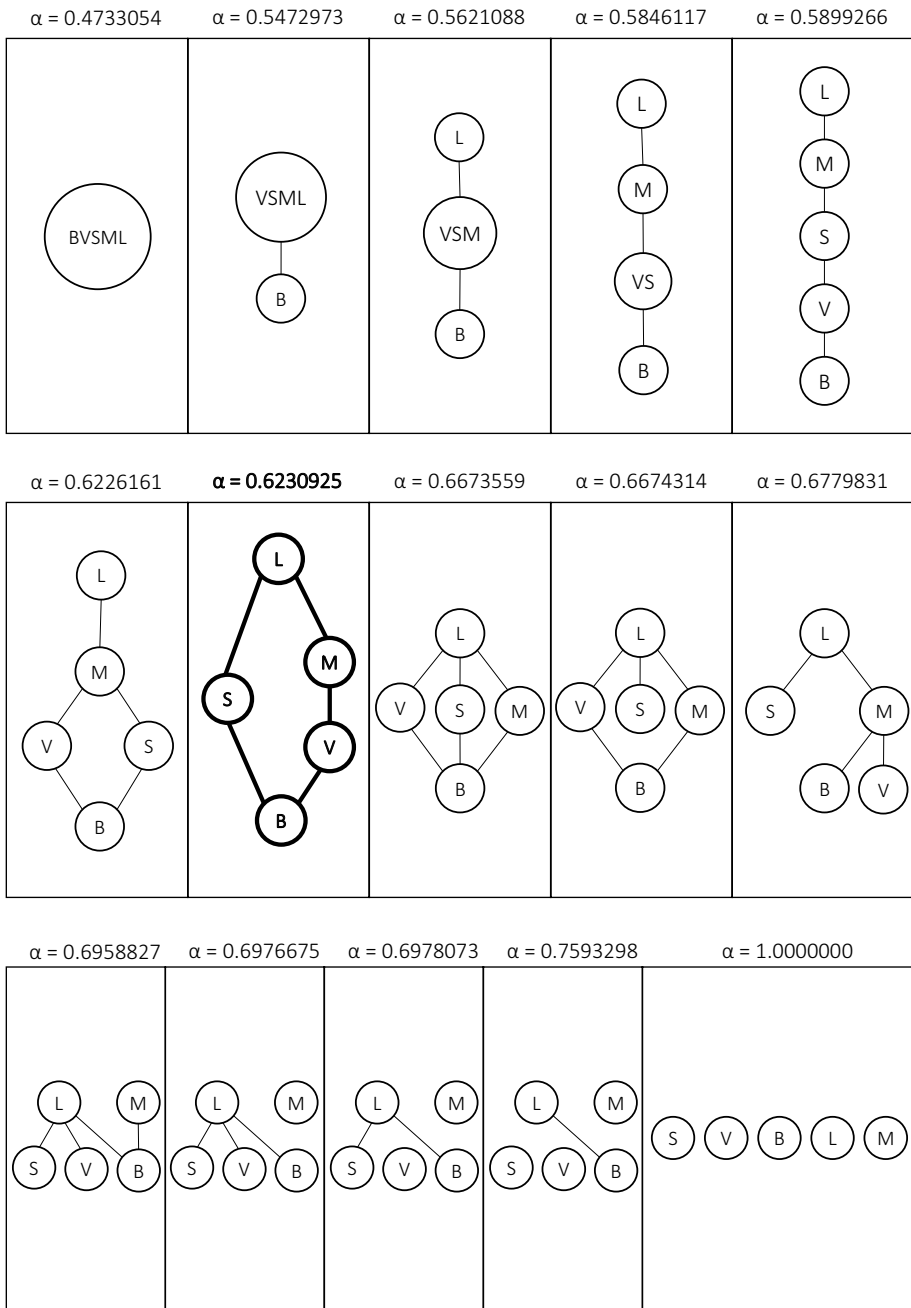 α = 0.4733054 α = 0.5472973 α = 0.5621088 α = 0.5846117 α = 0.5899266
BVSML
VSML
B
L
VSM
B
L
M
VS
B
L
M
S
V
B
α = 0.6226161 α = 0.6230925 α = 0.6673559 α = 0.6674314 α = 0.6779831
L
M
V S
B
L
M
S
V
B
L
V S M
B
L
V S M
B
L
S M
B V
α = 0.6958827 α = 0.6976675 α = 0.6978073 α = 0.7593298 α = 1.0000000
L M
S V B
L M
S V B
L M
S V B
L M
S V B
S V B L M